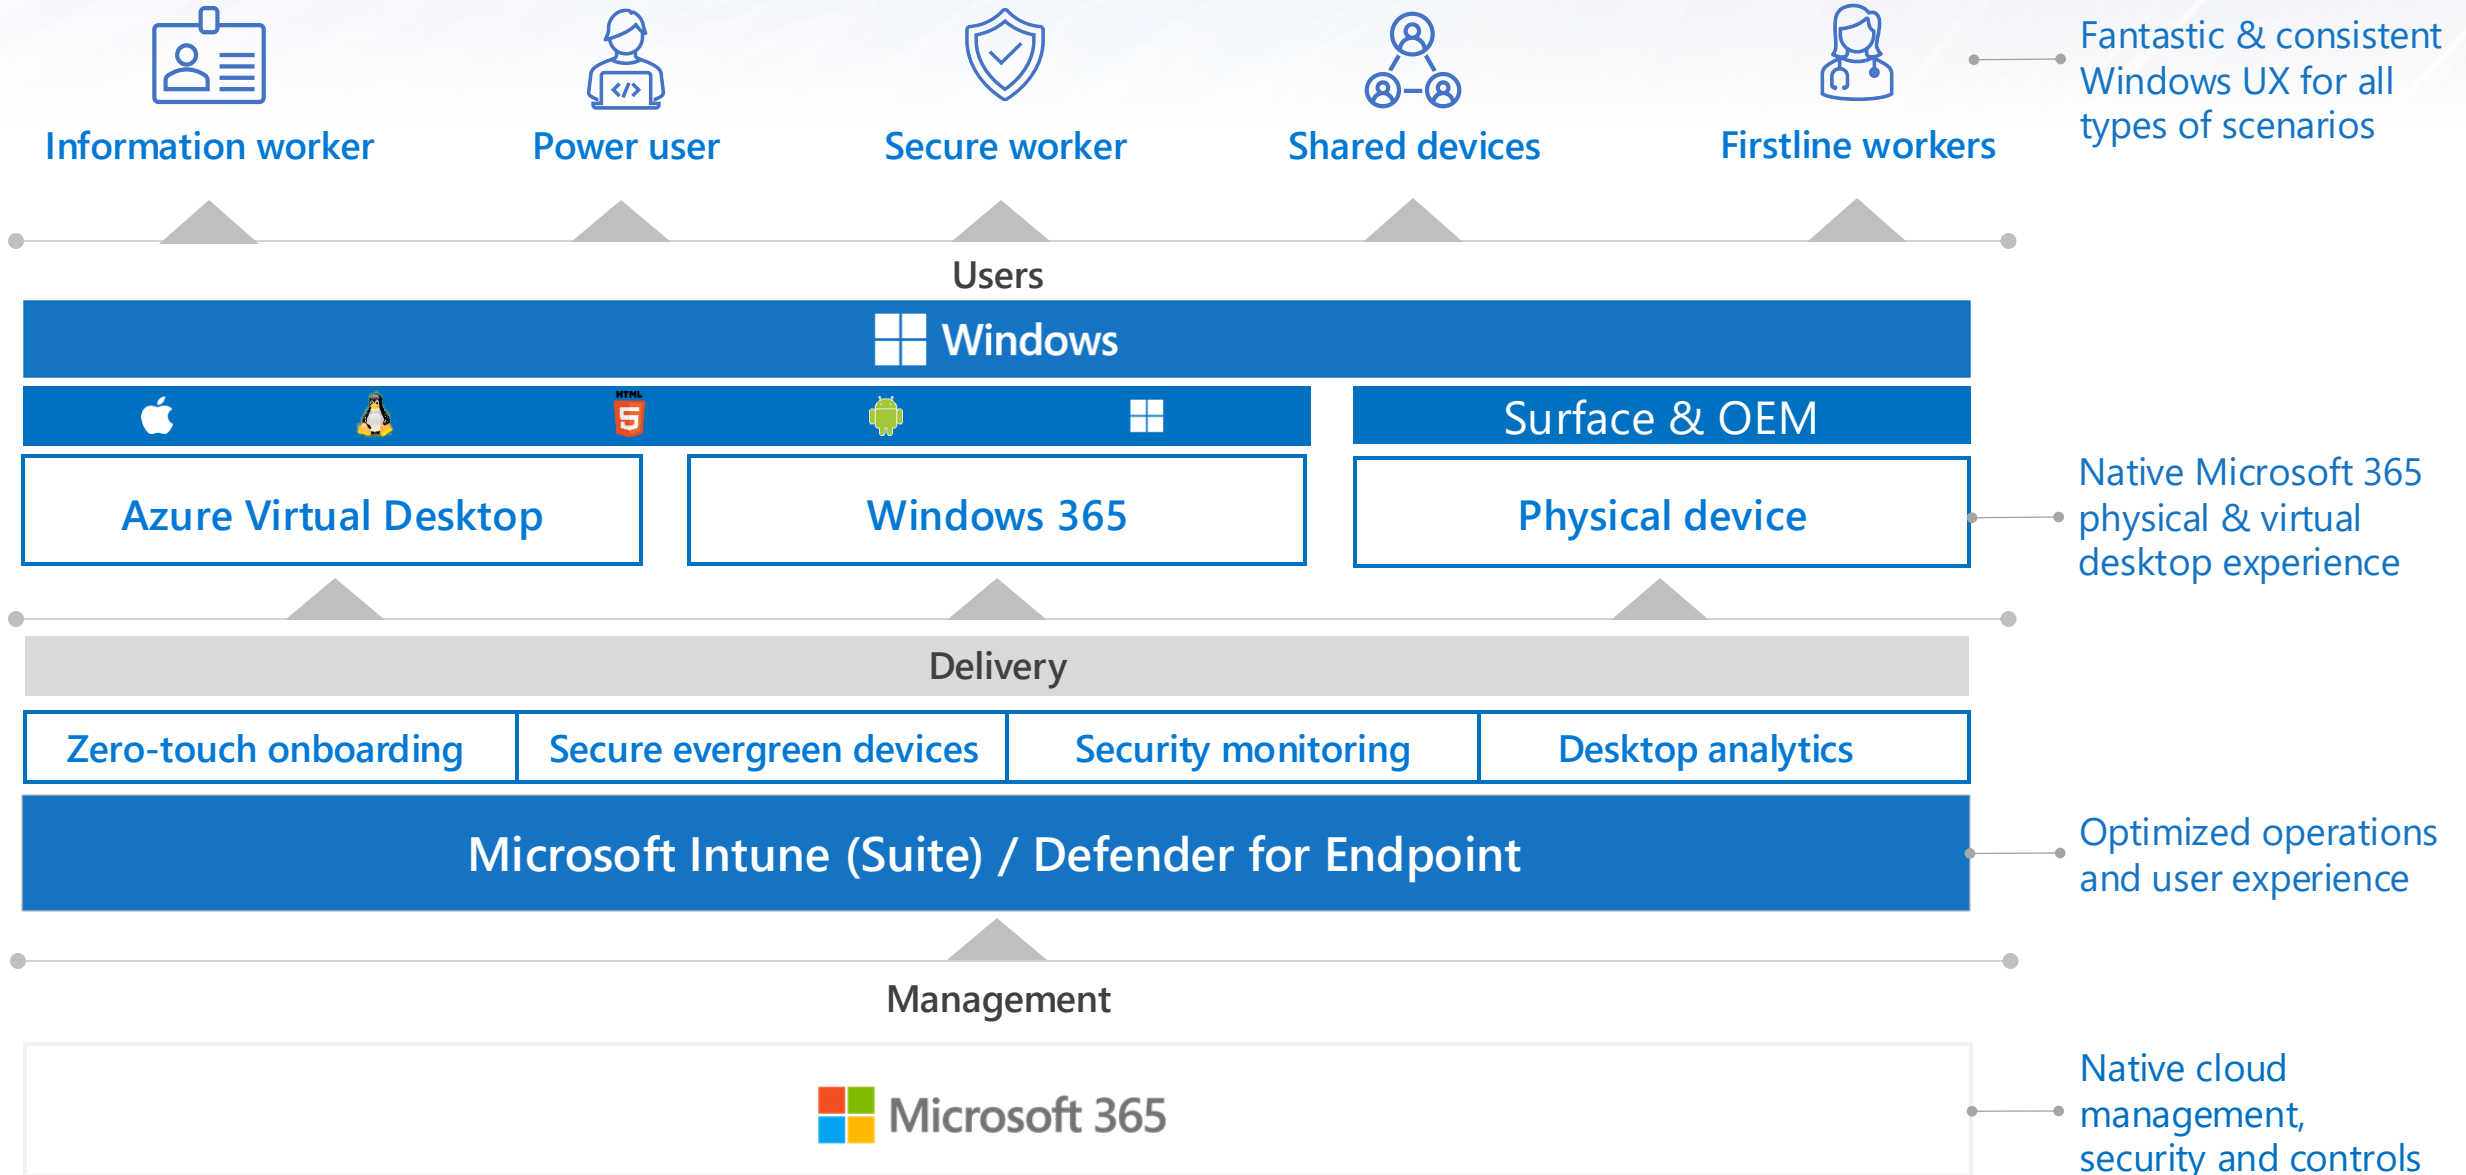 Information worker
Power user
</>
Secure worker
Shared devices
Firstline workers
Fantastic & consistent
Windows UX for all
types of scenarios
Users
Windows
HTML
5
Surface & OEM
Azure Virtual Desktop
Windows 365
Physical device
Native Microsoft 365
physical & virtual
desktop experience
Delivery
Zero-touch onboarding
Secure evergreen devices
Security monitoring
Desktop analytics
Microsoft Intune (Suite) / Defender for Endpoint
Optimized operations
and user experience
Management
Microsoft 365
Native cloud
management,
security and controls